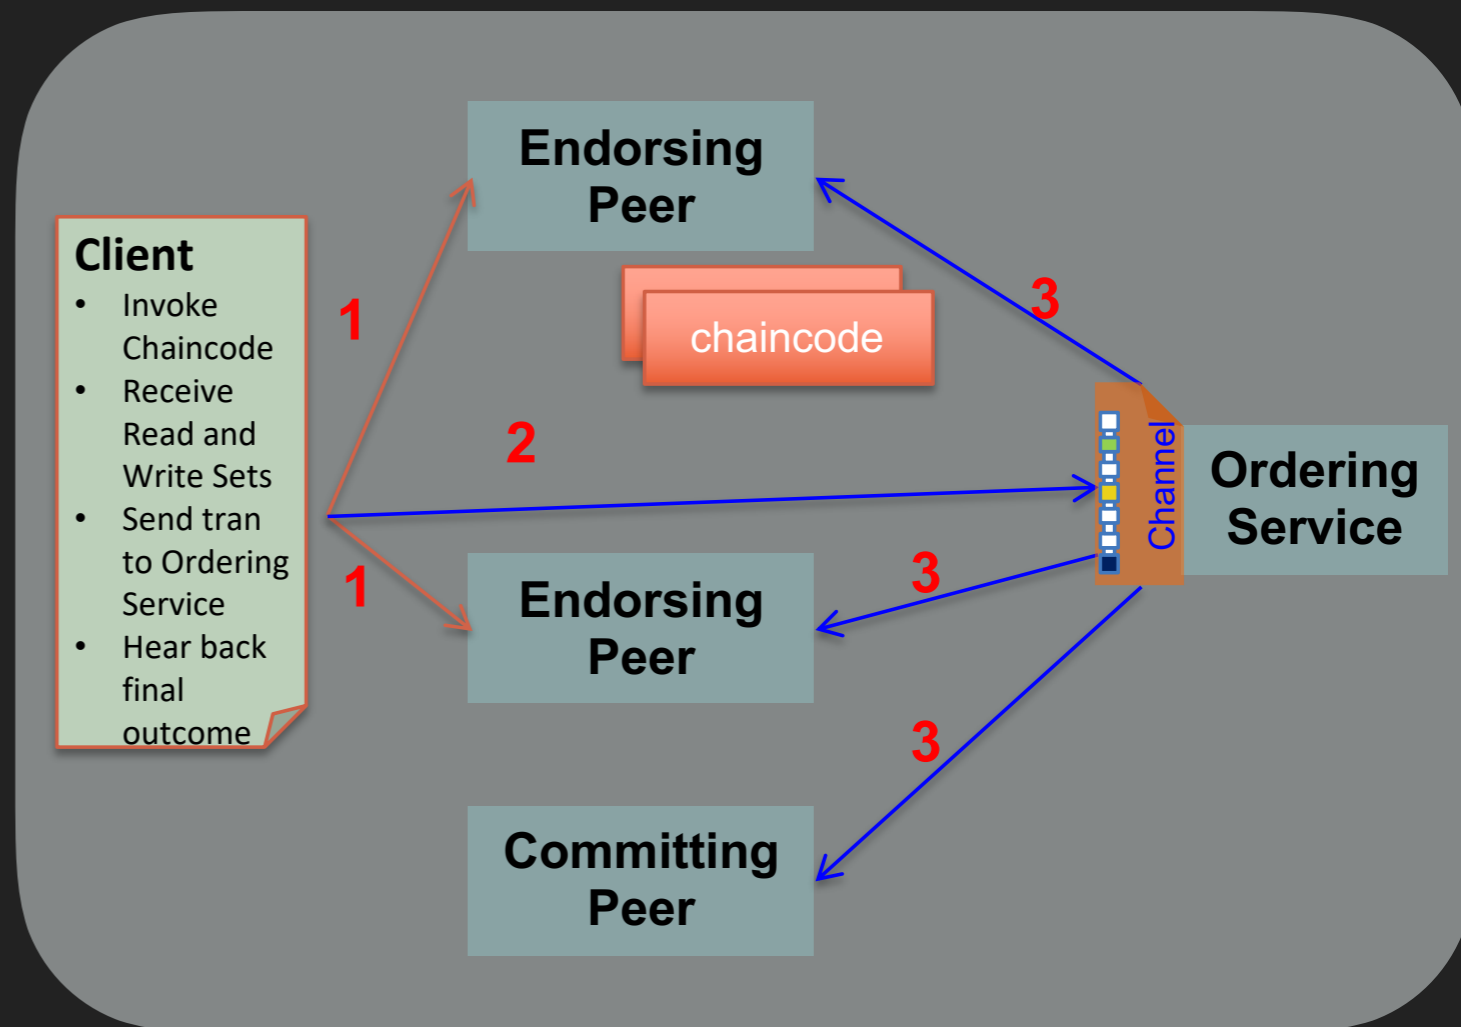 Endorsing
Peer
Client
• Invoke
Chaincode
• Receive
Read and
Write Sets
• Send tran
to Ordering
Service
• Hear back
final
outcome
1
3
chaincode
2
Channel
Ordering
Service
1
Endorsing
Peer
3
3
Committing
Peer